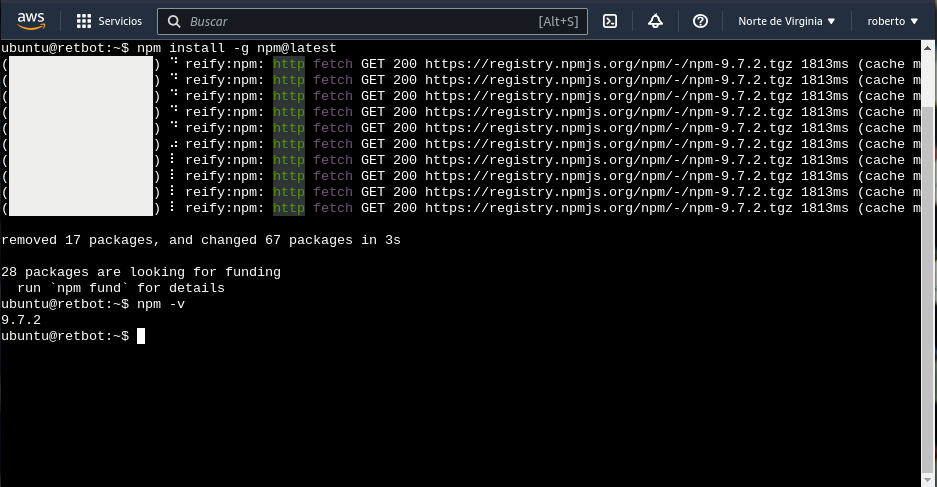 aws Servicios Buscar [Alt+S] Norte de Virginia roberto
ubuntu@retbot:~$ npm install -g npm@latest
( ) ⠙ reify:npm: http fetch GET 200 https://registry.npmjs.org/npm/-/npm-9.7.2.tgz 1813ms (cache m
( ) ⠙ reify:npm: http fetch GET 200 https://registry.npmjs.org/npm/-/npm-9.7.2.tgz 1813ms (cache m
( ) ⠙ reify:npm: http fetch GET 200 https://registry.npmjs.org/npm/-/npm-9.7.2.tgz 1813ms (cache m
( ) ⠙ reify:npm: http fetch GET 200 https://registry.npmjs.org/npm/-/npm-9.7.2.tgz 1813ms (cache m
( ) ⠙ reify:npm: http fetch GET 200 https://registry.npmjs.org/npm/-/npm-9.7.2.tgz 1813ms (cache m
( ) ⠴ reify:npm: http fetch GET 200 https://registry.npmjs.org/npm/-/npm-9.7.2.tgz 1813ms (cache m
( ) ⠇ reify:npm: http fetch GET 200 https://registry.npmjs.org/npm/-/npm-9.7.2.tgz 1813ms (cache m
( ) ⠇ reify:npm: http fetch GET 200 https://registry.npmjs.org/npm/-/npm-9.7.2.tgz 1813ms (cache m
( ) ⠇ reify:npm: http fetch GET 200 https://registry.npmjs.org/npm/-/npm-9.7.2.tgz 1813ms (cache m
( ) ⠇ reify:npm: http fetch GET 200 https://registry.npmjs.org/npm/-/npm-9.7.2.tgz 1813ms (cache m
removed 17 packages, and changed 67 packages in 3s
28 packages are looking for funding
run `npm fund` for details
ubuntu@retbot:~$ npm -v
9.7.2
ubuntu@retbot:~$